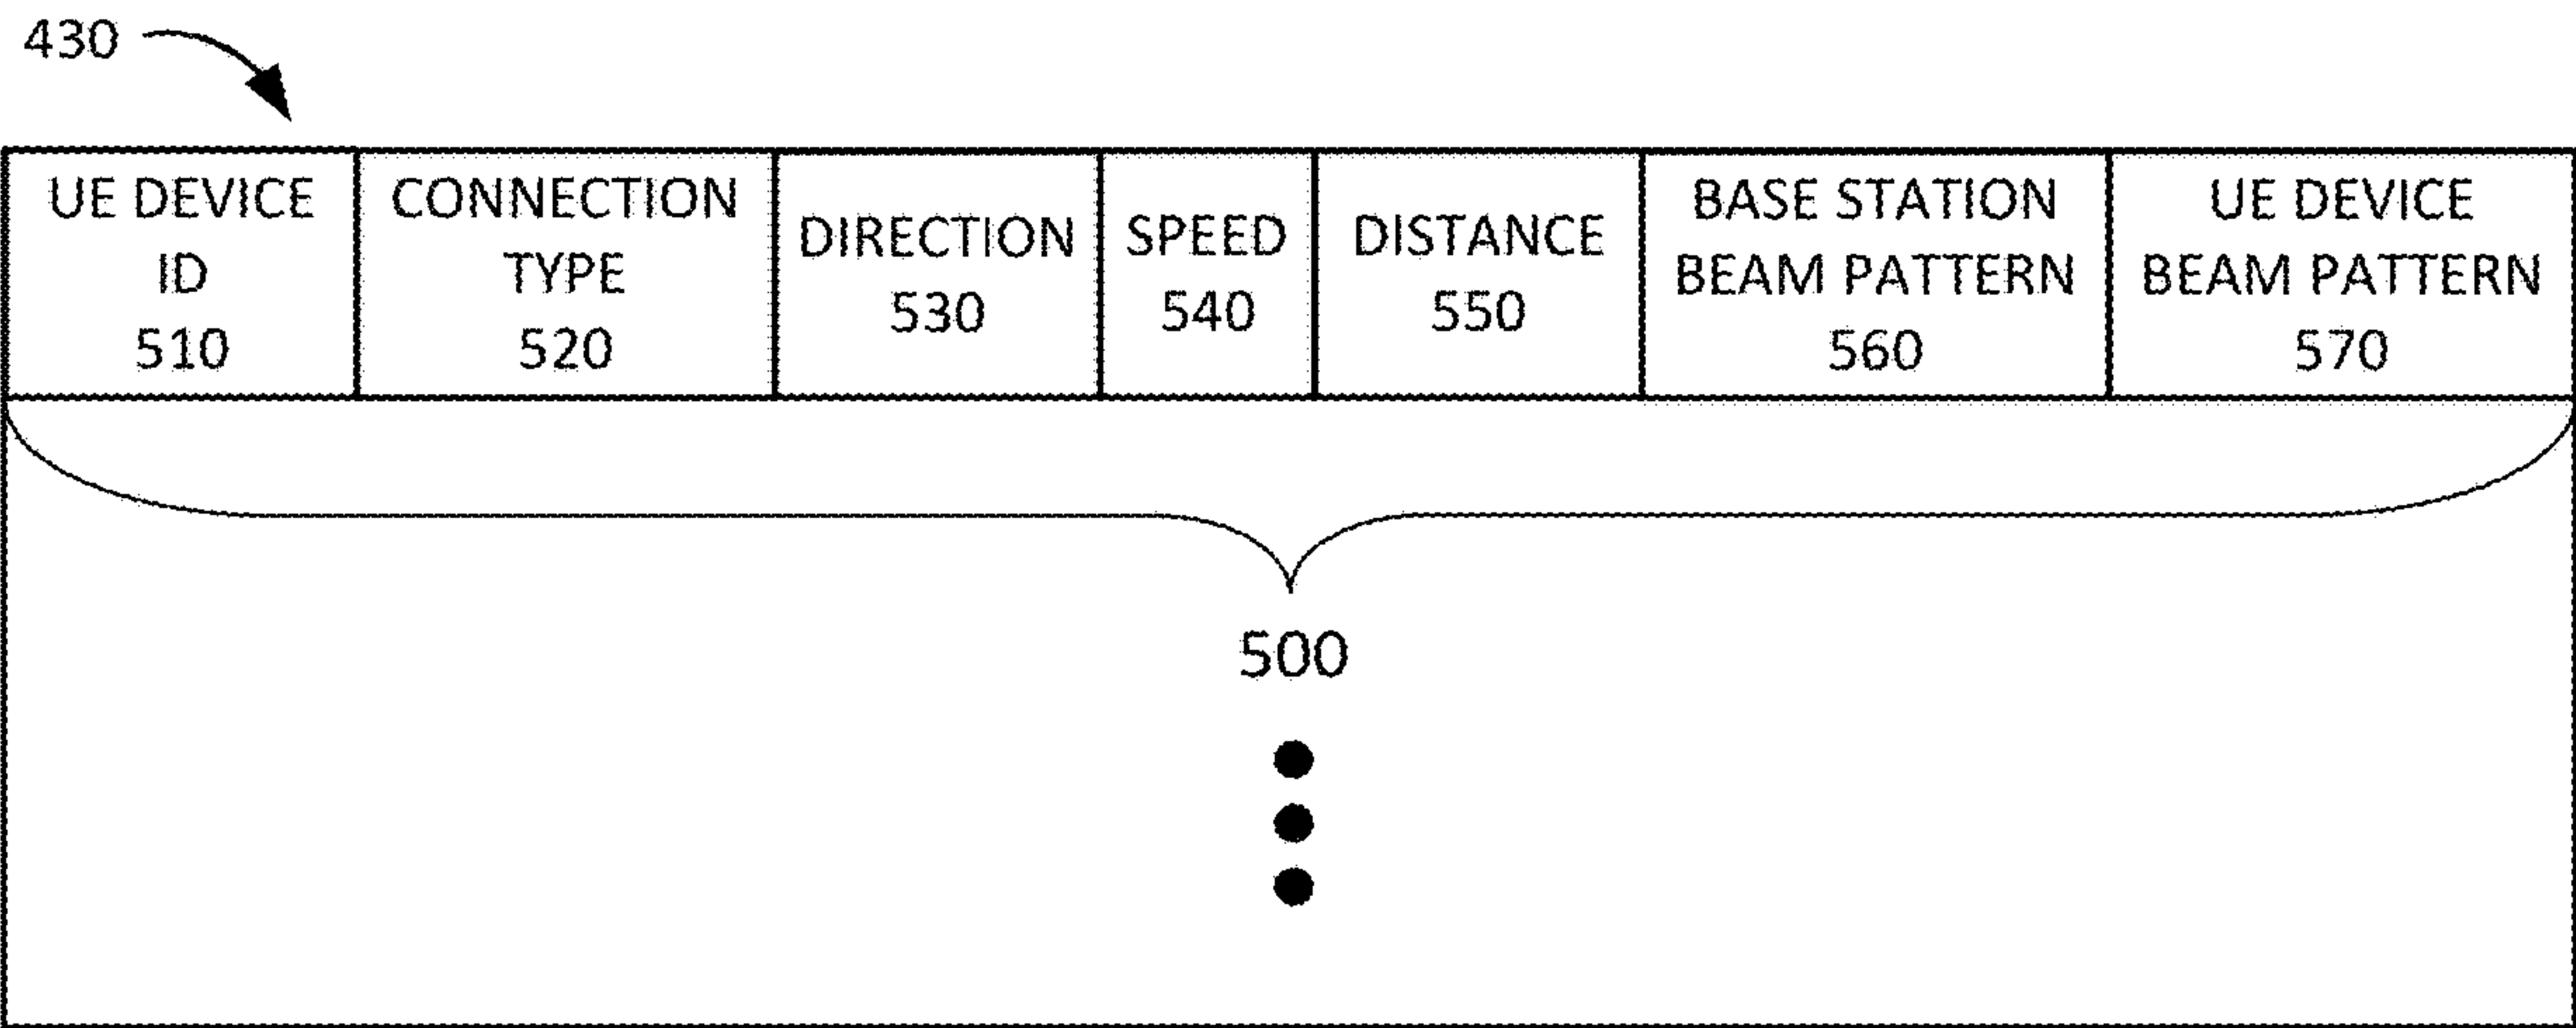 430
UE DEVICE
ID
510
CONNECTION
TYPE
520
DIRECTION
530
SPEED
540
DISTANCE
550
BASE STATION
BEAM PATTERN
560
UE DEVICE
BEAM PATTERN
570
500